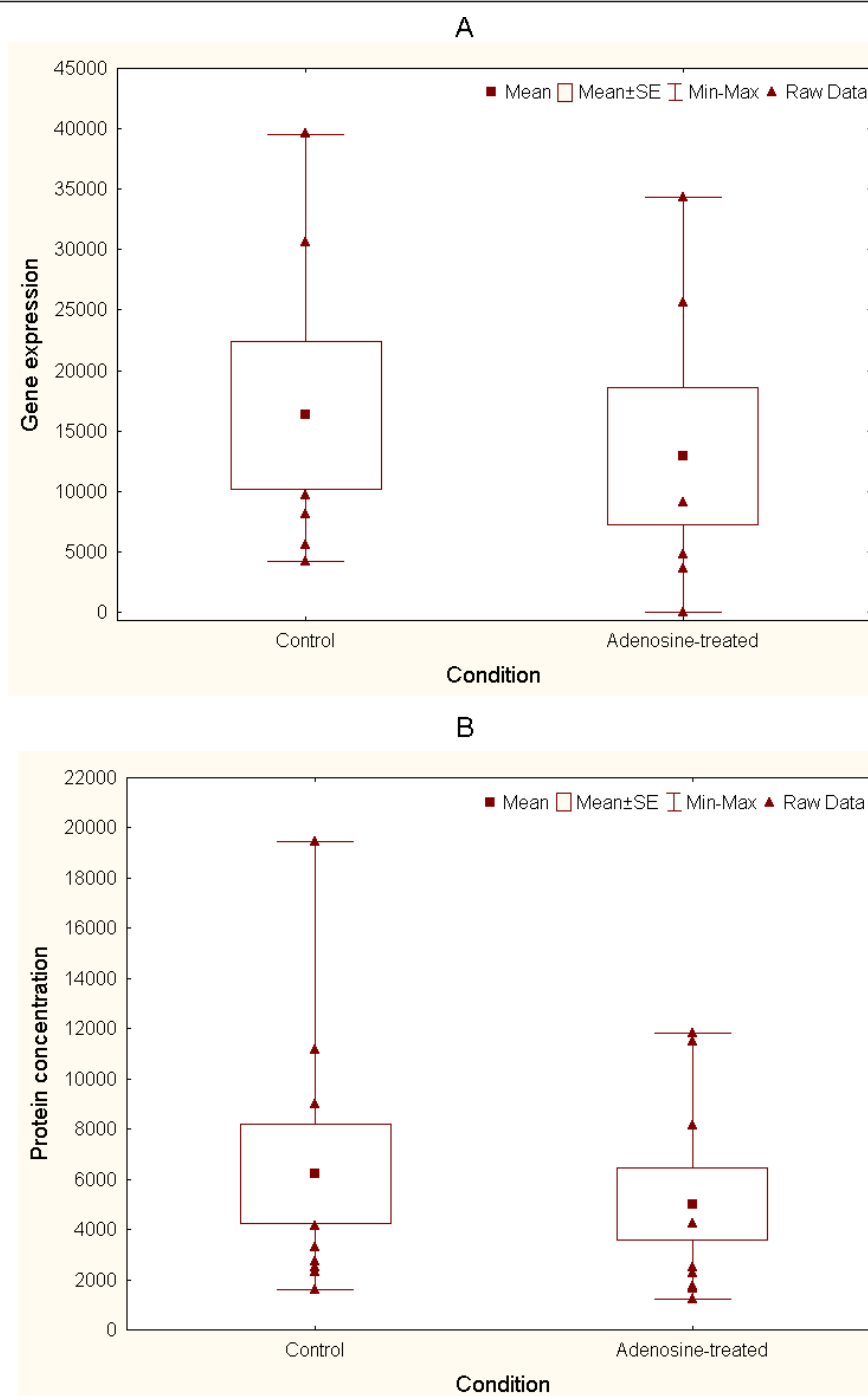 A
45000
40000
35000
30000
25000
20000
15000
10000
5000
0
Gene expression
Mean Mean±SE Min-Max Raw Data
Control Adenosine-treated
Condition
B
22000
20000
18000
16000
14000
12000
10000
8000
6000
4000
2000
0
Protein concentration
Mean Mean±SE Min-Max Raw Data
Control Adenosine-treated
Condition